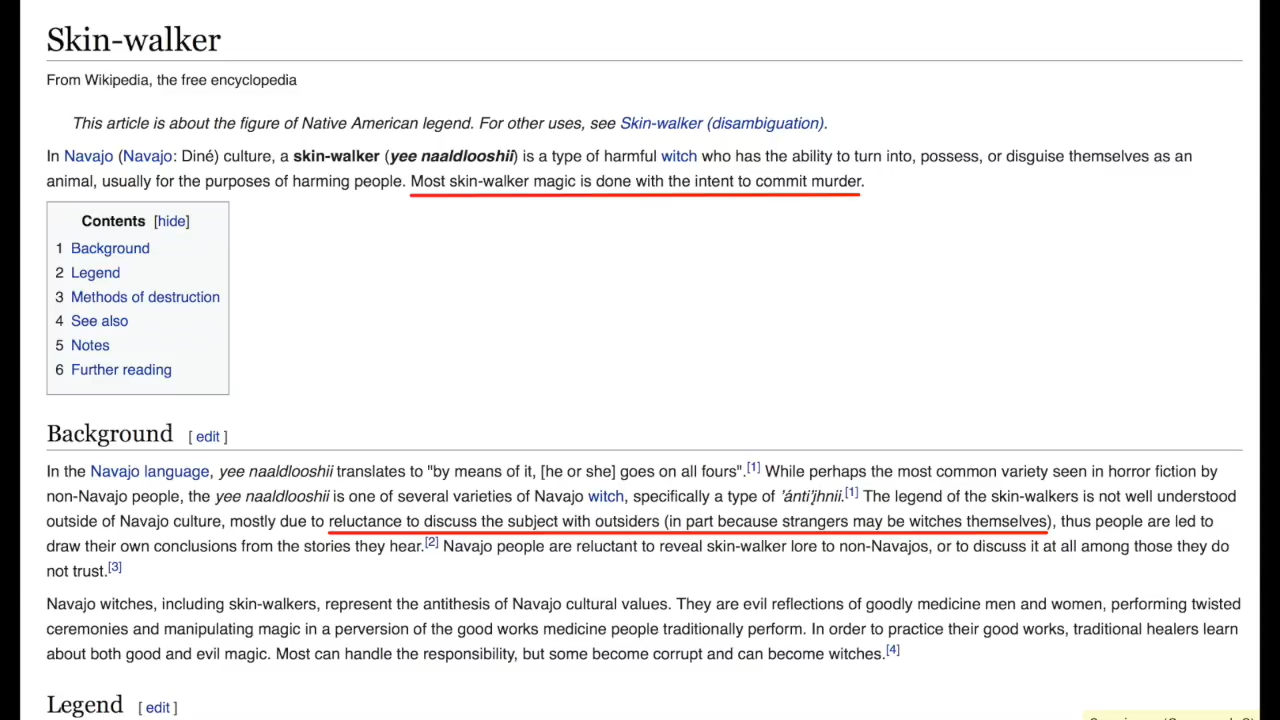 Skin-walker
From Wikipedia, the free encyclopedia
This article is about the figure of Native American legend. For other uses, see Skin-walker (disambiguation).
In Navajo (Navajo: Diné) culture, a skin-walker (yee naaldlooshii) is a type of harmful witch who has the ability to turn into, possess, or disguise themselves as an
animal, usually for the purposes of harming people. Most skin-walker magic is done with the intent to commit murder.
Contents [hide]
1 Background
2 Legend
3 Methods of destruction
4 See also
5 Notes
6 Further reading
Background [ edit ]
In the Navajo language, yee naaldlooshii translates to "by means of it, [he or she] goes on all fours".[1] While perhaps the most common variety seen in horror fiction by
non-Navajo people, the yee naaldlooshii is one of several varieties of Navajo witch, specifically a type of 'ánti'jhnii.[1] The legend of the skin-walkers is not well understood
outside of Navajo culture, mostly due to reluctance to discuss the subject with outsiders (in part because strangers may be witches themselves), thus people are led to
draw their own conclusions from the stories they hear.[2] Navajo people are reluctant to reveal skin-walker lore to non-Navajos, or to discuss it at all among those they do
not trust.[3]
Navajo witches, including skin-walkers, represent the antithesis of Navajo cultural values. They are evil reflections of goodly medicine men and women, performing twisted
ceremonies and manipulating magic in a perversion of the good works medicine people traditionally perform. In order to practice their good works, traditional healers learn
about both good and evil magic. Most can handle the responsibility, but some become corrupt and can become witches.[4]
Legend [ edit ]